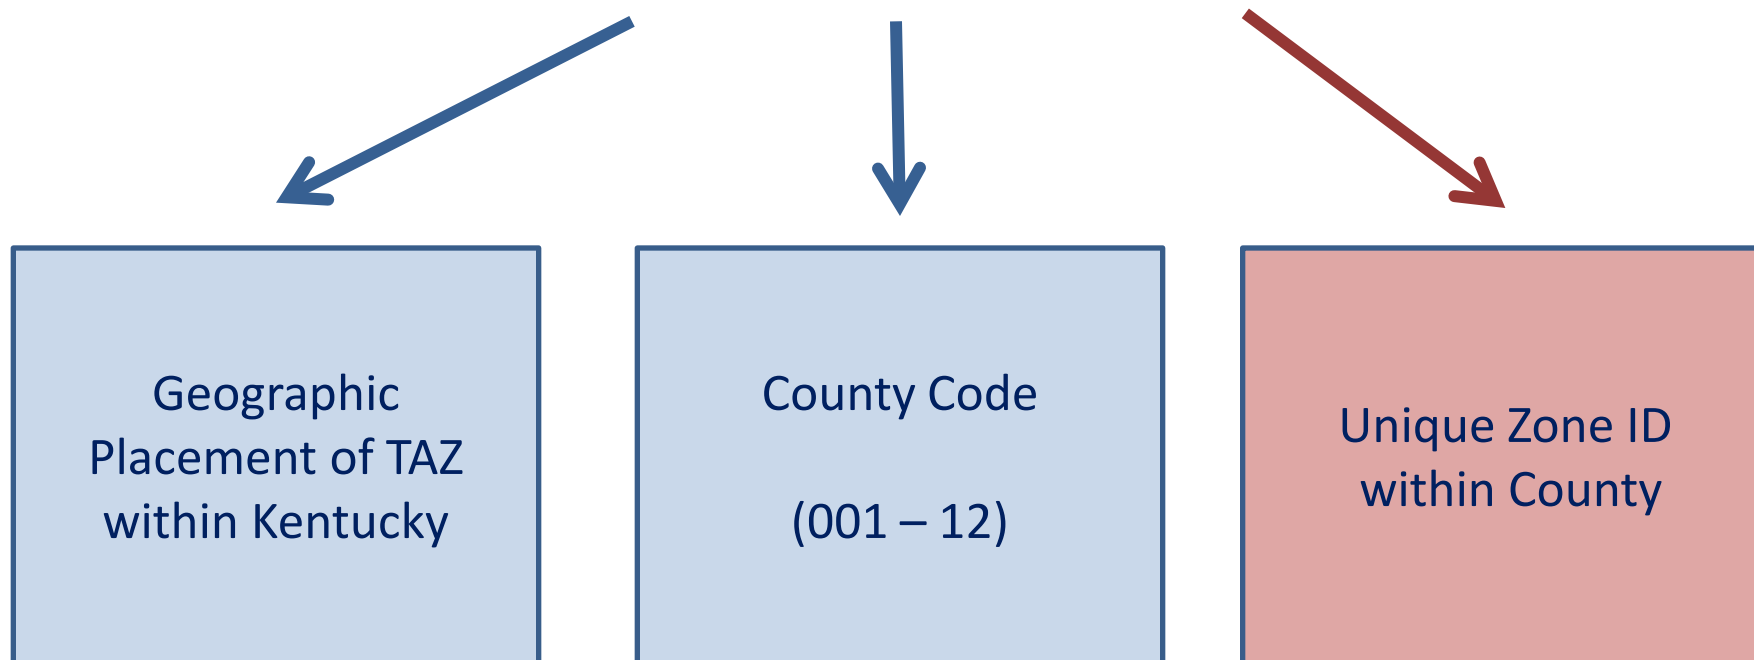 Geographic
Placement of TAZ
within Kentucky
County Code
(001 – 12)
Unique Zone ID
within County